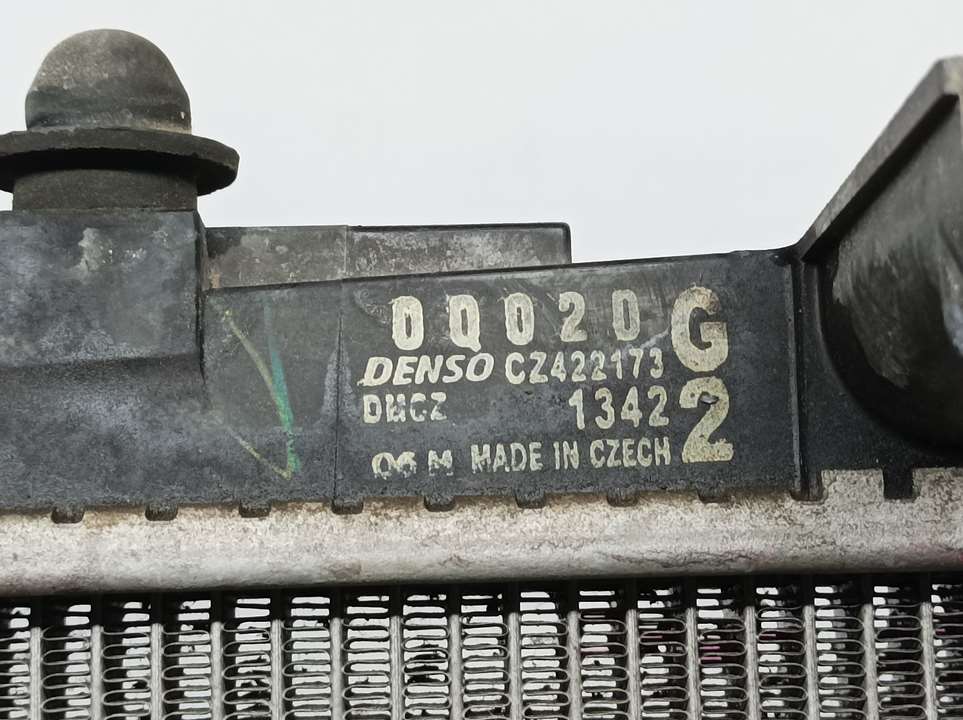 0Q020 G
DENSO CZ422173
DMCZ 1342 2
06 M MADE IN CZECH